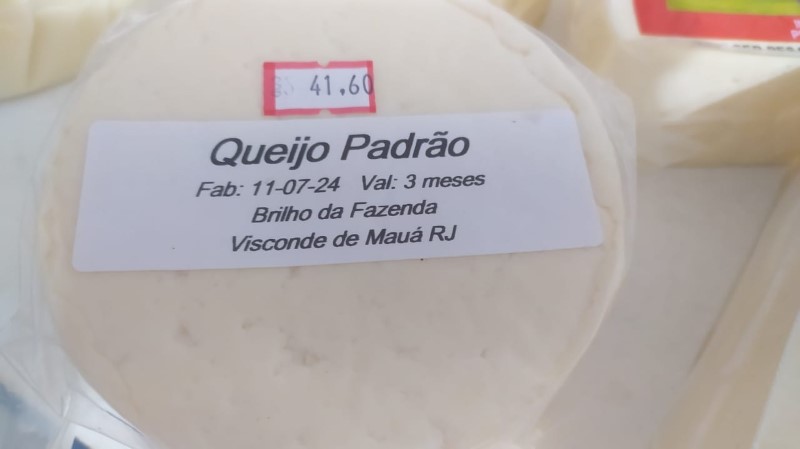 41.60
Queijo Padrão
Fab: 11-07-24 Val: 3 meses
Brilho da Fazenda
Visconde de Mauá RJ